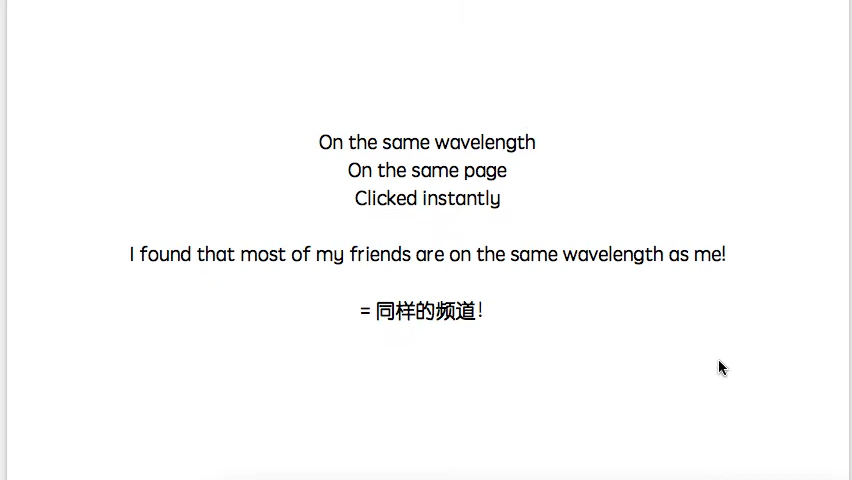 On the same wavelength
On the same page
Clicked instantly
I found that most of my friends are on the same wavelength as me!
= 同样的频道！